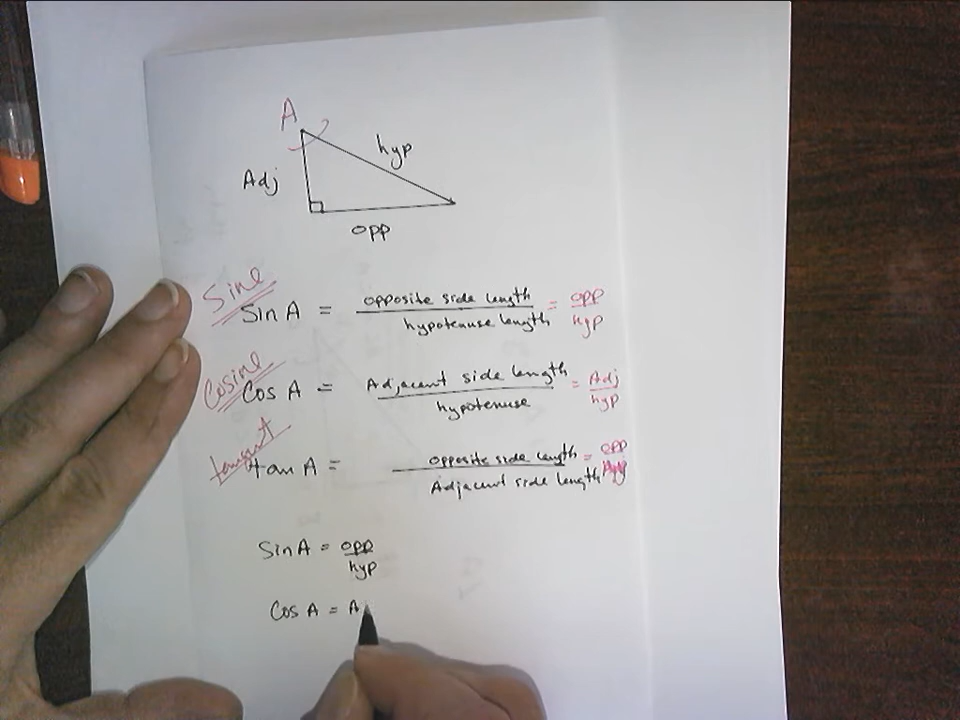 A
hyp
Adj
opp
Sine
Sin A = opposite side length / hypotenuse length = opp / hyp
Cosine
Cos A = Adjacent side length / hypotenuse = Adj / hyp
tangent
tan A = opposite side length / Adjacent side length = opp
Sin A = opp / hyp
Cos A = A